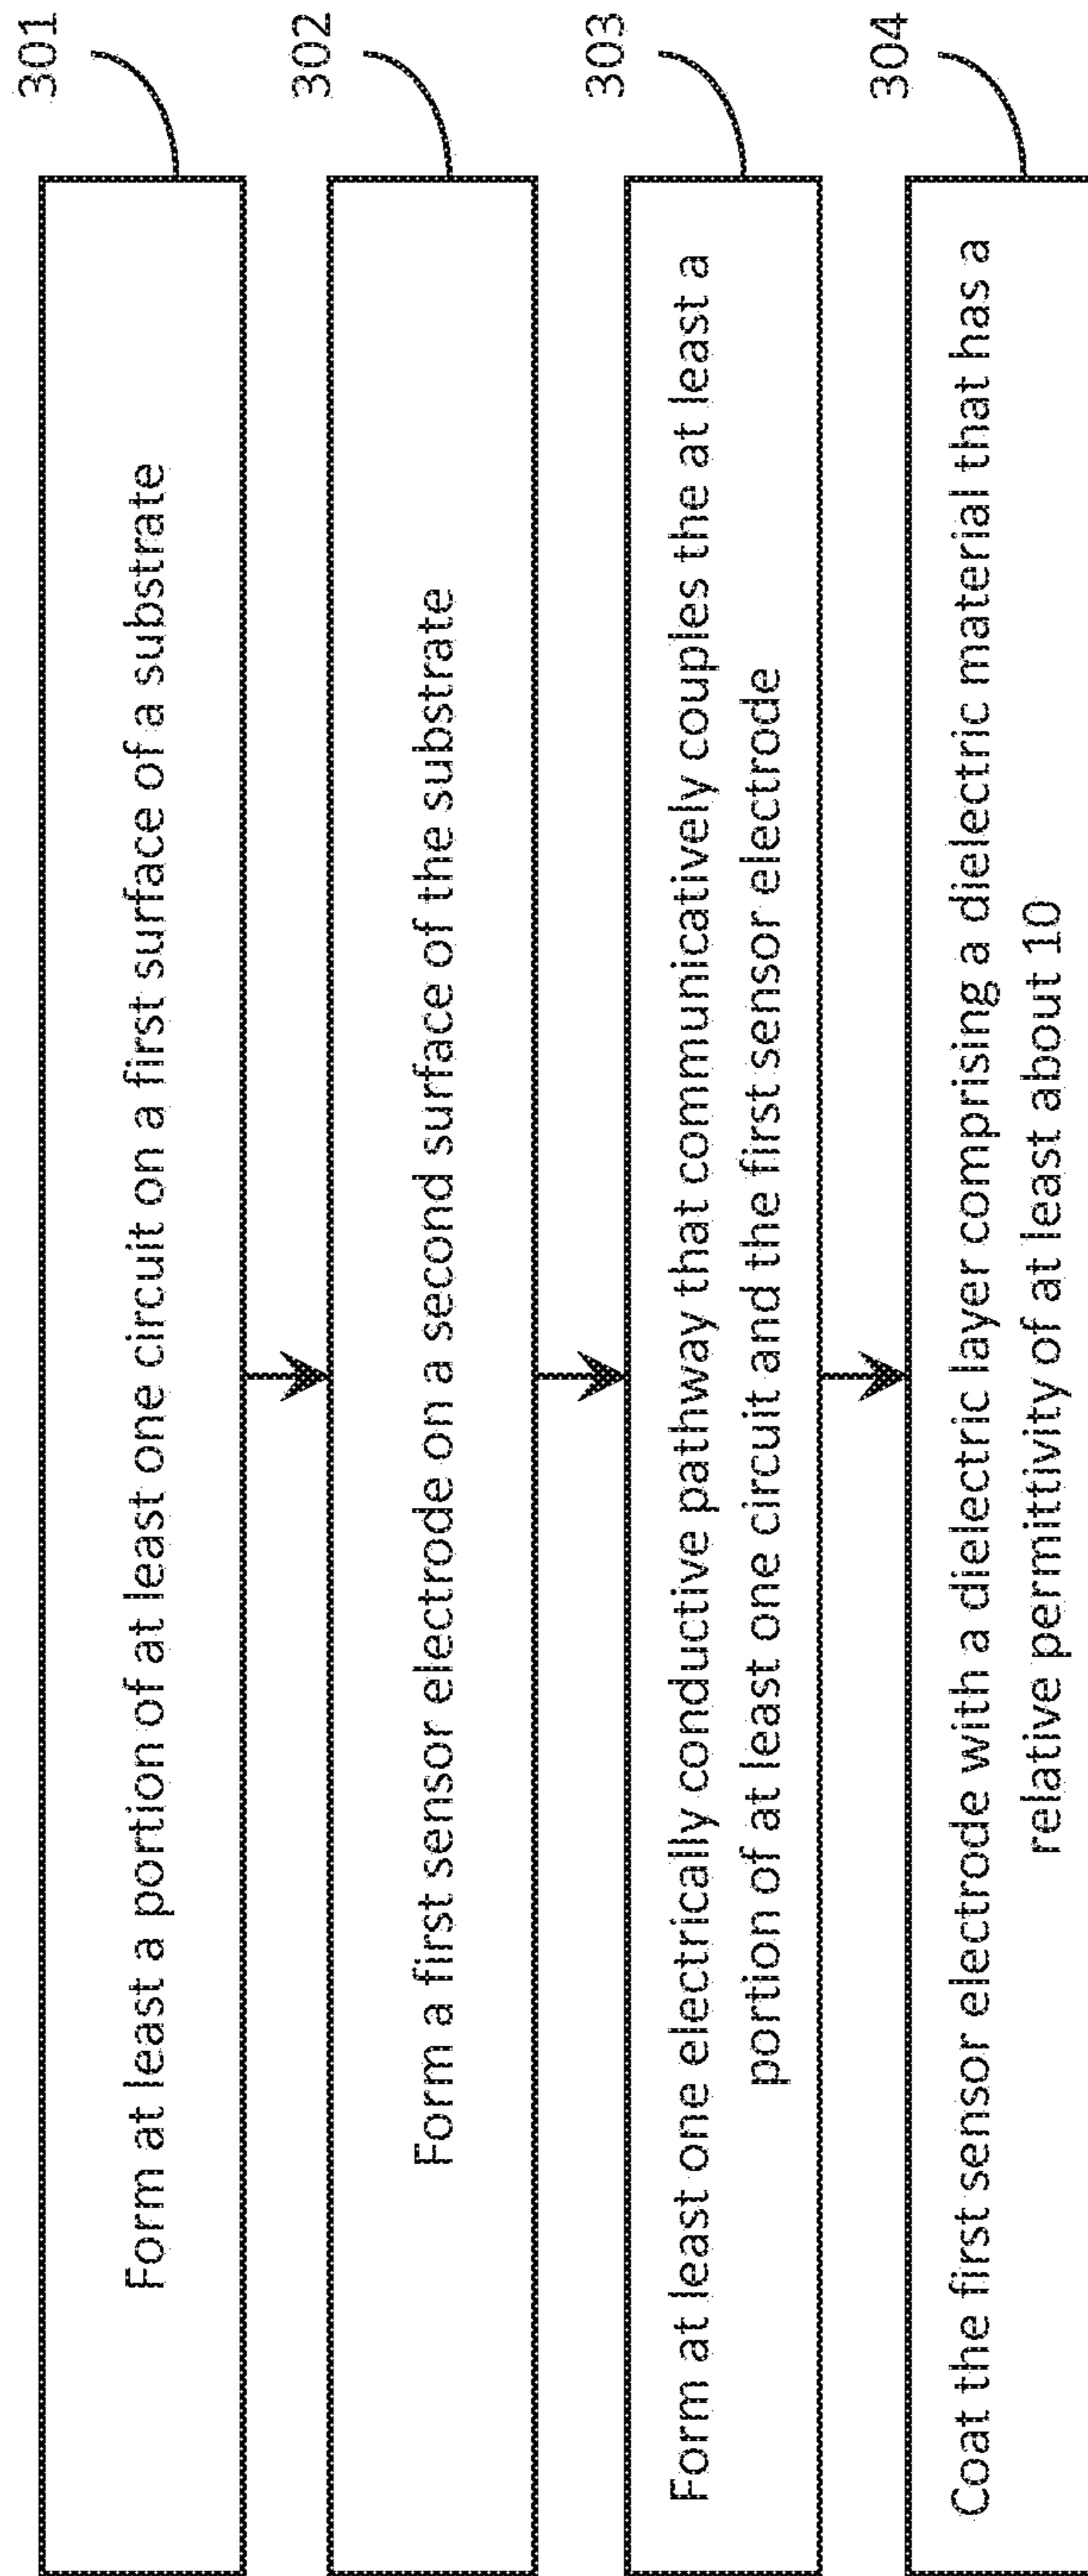 301
Form at least a portion of at least one circuit on a first surface of a substrate
302
Form a first sensor electrode on a second surface of the substrate
303
Form at least one electrically conductive pathway that communicatively couples the at least a
portion of at least one circuit and the first sensor electrode
304
Coat the first sensor electrode with a dielectric layer comprising a dielectric material that has a
relative permittivity of at least about 10